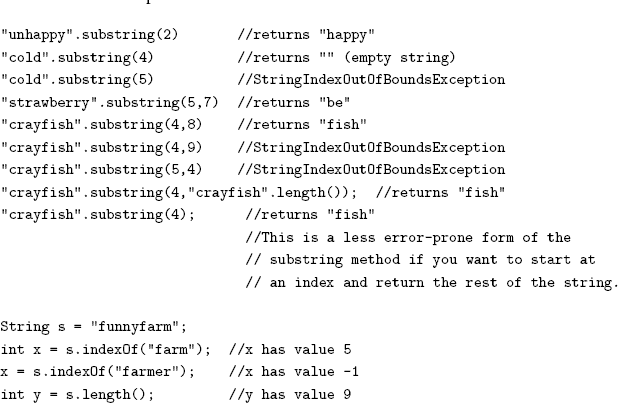 "unhappy".substring(2)       //returns "happy"
"cold".substring(4)          //returns "" (empty string)
"cold".substring(5)          //StringIndexOutOfBoundsException
"strawberry".substring(5,7)  //returns "be"
"crayfish".substring(4,8)    //returns "fish"
"crayfish".substring(4,9)    //StringIndexOutOfBoundsException
"crayfish".substring(5,4)    //StringIndexOutOfBoundsException
"crayfish".substring(4,"crayfish".length());  //returns "fish"
"crayfish".substring(4);      //returns "fish"
//This is a less error-prone form of the
// substring method if you want to start at
// an index and return the rest of the string.
String s = "funnyfarm";
int x = s.indexOf("farm");  //x has value 5
x = s.indexOf("farmer");    //x has value -1
int y = s.length();         //y has value 9